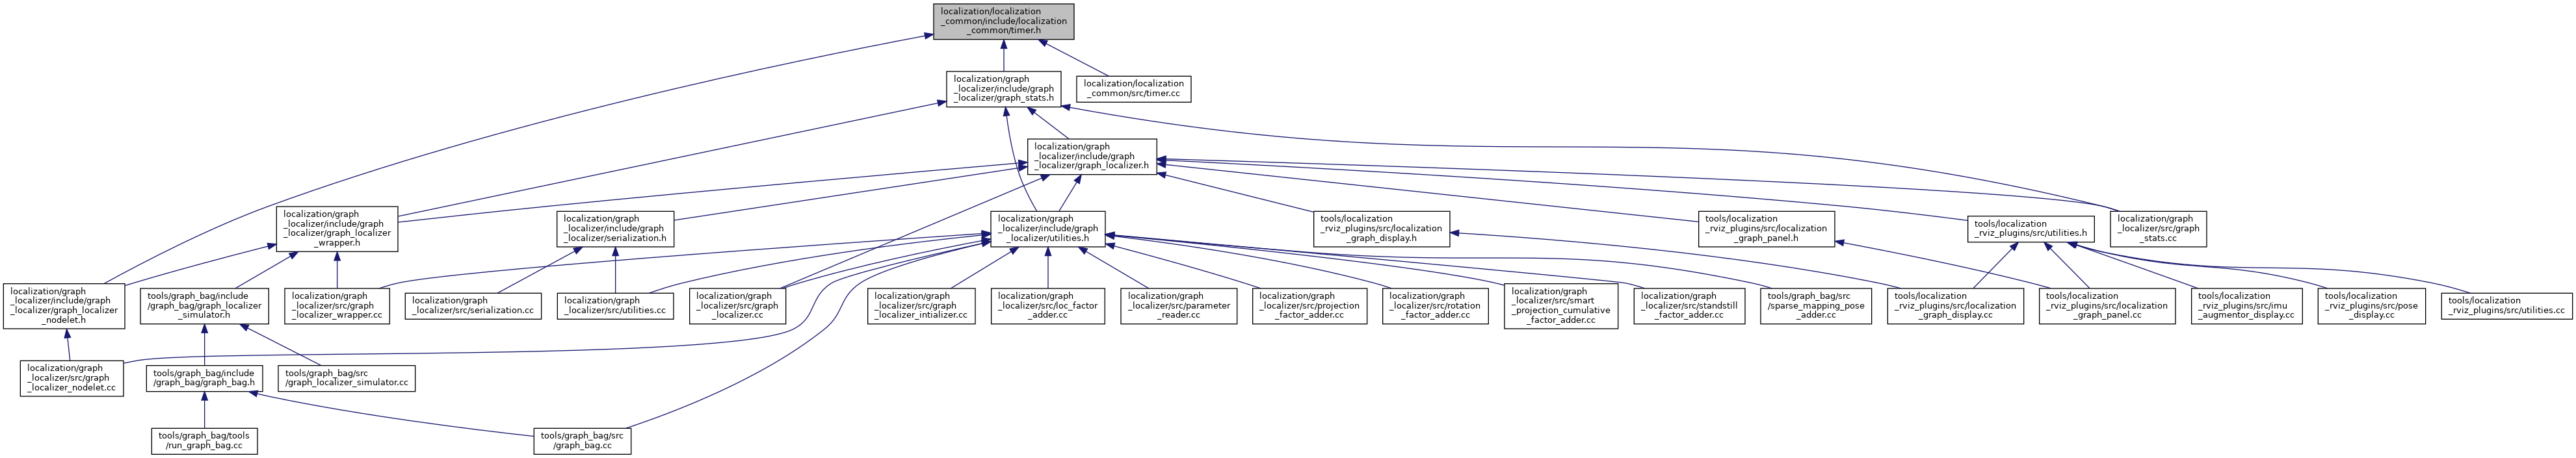 localization/localization
_common/include/localization
_common/timer.h
localization/graph
_localizer/include/graph
_localizer/graph_stats.h
localization/localization
_common/src/timer.cc
localization/graph
_localizer/include/graph
_localizer/graph_localizer.h
localization/graph
_localizer/include/graph
_localizer/graph_localizer
_wrapper.h
localization/graph
_localizer/include/graph
_localizer/serialization.h
localization/graph
_localizer/include/graph
_localizer/utilities.h
tools/localization
_rviz_plugins/src/localization
_graph_display.h
tools/localization
_rviz_plugins/src/localization
_graph_panel.h
tools/localization
_rviz_plugins/src/utilities.h
localization/graph
_localizer/src/graph
_stats.cc
localization/graph
_localizer/include/graph
_localizer/graph_localizer
_nodelet.h
tools/graph_bag/include
/graph_bag/graph_localizer
_simulator.h
localization/graph
_localizer/src/graph
_localizer_wrapper.cc
localization/graph
_localizer/src/serialization.cc
localization/graph
_localizer/src/utilities.cc
localization/graph
_localizer/src/graph
_localizer.cc
localization/graph
_localizer/src/graph
_localizer_intializer.cc
localization/graph
_localizer/src/loc_factor
_adder.cc
localization/graph
_localizer/src/parameter
_reader.cc
localization/graph
_localizer/src/projection
_factor_adder.cc
localization/graph
_localizer/src/rotation
_factor_adder.cc
localization/graph
_localizer/src/smart
_projection_cumulative
_factor_adder.cc
localization/graph
_localizer/src/standstill
_factor_adder.cc
tools/graph_bag/src
/sparse_mapping_pose
_adder.cc
tools/localization
_rviz_plugins/src/localization
_graph_display.cc
tools/localization
_rviz_plugins/src/localization
_graph_panel.cc
tools/localization
_rviz_plugins/src/imu
_augmentor_display.cc
tools/localization
_rviz_plugins/src/pose
_display.cc
tools/localization
_rviz_plugins/src/utilities.cc
localization/graph
_localizer/src/graph
_localizer_nodelet.cc
tools/graph_bag/include
/graph_bag/graph_bag.h
tools/graph_bag/src
/graph_localizer_simulator.cc
tools/graph_bag/tools
/run_graph_bag.cc
tools/graph_bag/src
/graph_bag.cc